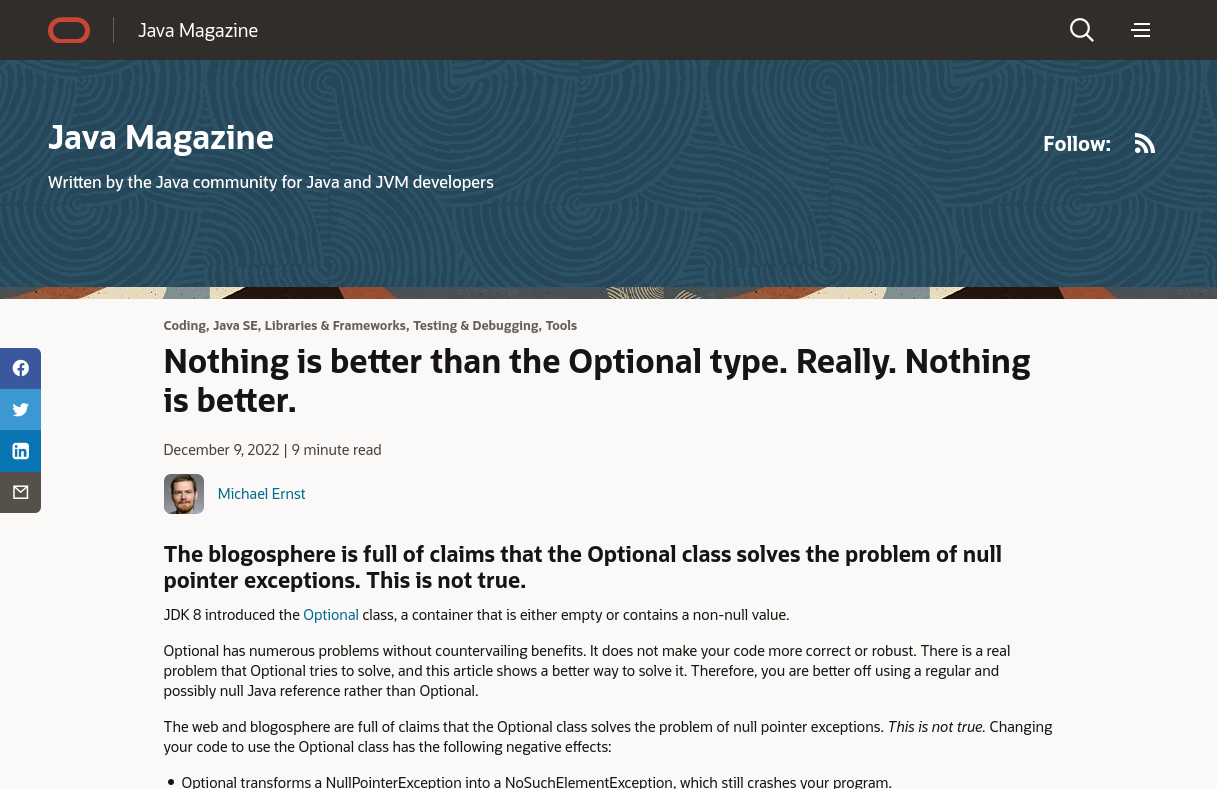 Java Magazine
Java Magazine
Follow:
Written by the Java community for Java and JVM developers
Coding, Java SE, Libraries & Frameworks, Testing & Debugging, Tools
Nothing is better than the Optional type. Really. Nothing
is better.
December 9, 2022 | 9 minute read
Michael Ernst
The blogosphere is full of claims that the Optional class solves the problem of null
pointer exceptions. This is not true.
JDK 8 introduced the Optional class, a container that is either empty or contains a non-null value.
Optional has numerous problems without countervailing benefits. It does not make your code more correct or robust. There is a real
problem that Optional tries to solve, and this article shows a better way to solve it. Therefore, you are better off using a regular and
possibly null Java reference rather than Optional.
The web and blogosphere are full of claims that the Optional class solves the problem of null pointer exceptions. This is not true. Changing
your code to use the Optional class has the following negative effects:
• Optional transforms a NullPointerException into a NoSuchElementException, which still crashes your program.